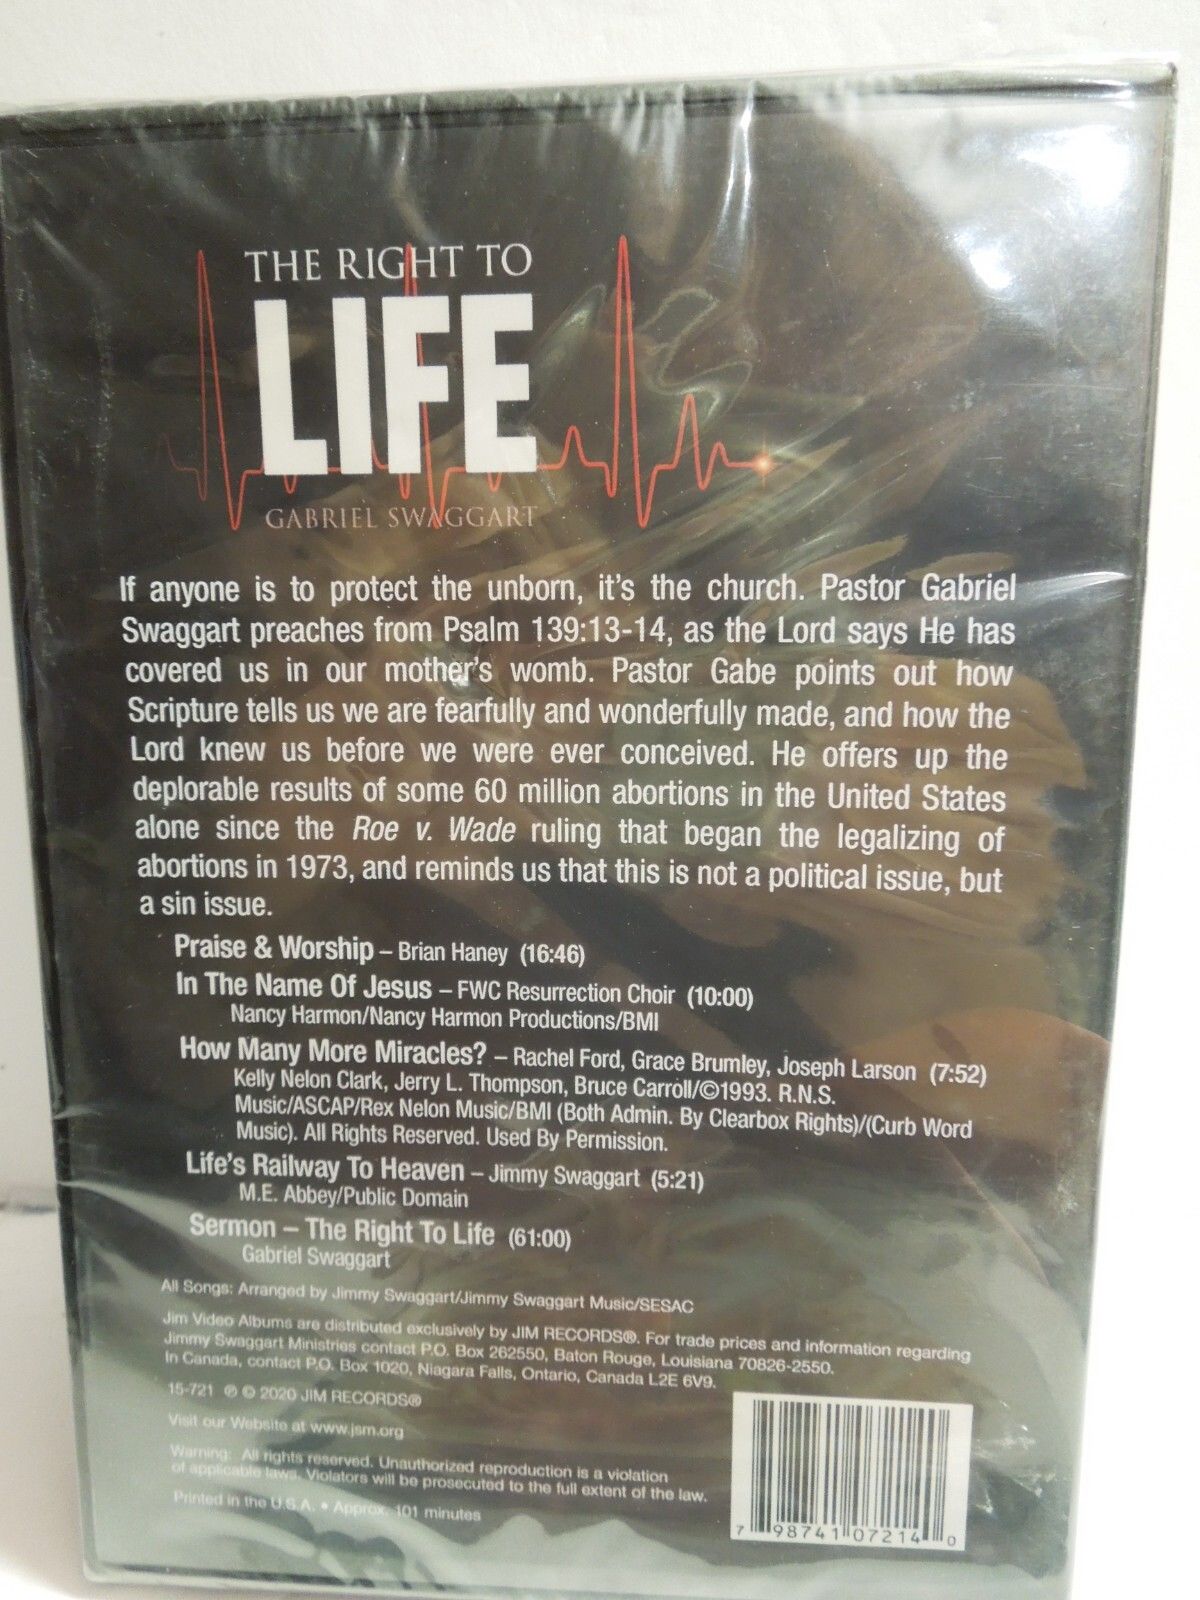 THE RIGHT TO
LIFE
GABRIEL SWAGGART
If anyone is to protect the unborn, it's the church. Pastor Gabriel
Swaggart preaches from Psalm 139:13-14, as the Lord says He has
covered us in our mother's womb. Pastor Gabe points out how
Scripture tells us we are fearfully and wonderfully made, and how the
Lord knew us before we were ever conceived. He offers up the
deplorable results of some 60 million abortions in the United States
alone since the Roe v. Wade ruling that began the legalizing of
abortions in 1973, and reminds us that this is not a political issue, but
a sin issue.
Praise & Worship – Brian Haney (16:46)
In The Name Of Jesus – FWC Resurrection Choir (10:00)
Nancy Harmon/Nancy Harmon Productions/BMI
How Many More Miracles? – Rachel Ford, Grace Brumley, Joseph Larson (7:52)
Kelly Nelon Clark, Jerry L. Thompson, Bruce Carroll/©1993. R.N.S.
Music/ASCAP/Rex Nelon Music/BMI (Both Admin. By Clearbox Rights)/(Curb Word
Music). All Rights Reserved. Used By Permission.
Life's Railway To Heaven – Jimmy Swaggart (5:21)
M.E. Abbey/Public Domain
Sermon – The Right To Life (61:00)
Gabriel Swaggart
All Songs: Arranged by Jimmy Swaggart/Jimmy Swaggart Music/SESAC
Jim Video Albums are distributed exclusively by JIM RECORDS®. For trade prices and information regarding
Jimmy Swaggart Ministries contact P.O. Box 262550, Baton Rouge, Louisiana 70826-2550.
In Canada, contact P.O. Box 1020, Niagara Falls, Ontario, Canada L2E 6V9.
15-721 ℗ © 2020 JIM RECORDS®
Visit our Website at www.jsm.org
Warning: All rights reserved. Unauthorized reproduction is a violation
of applicable laws. Violators will be prosecuted to the full extent of the law.
Printed in the U.S.A. • Approx. 101 minutes
7 98741 07214 0